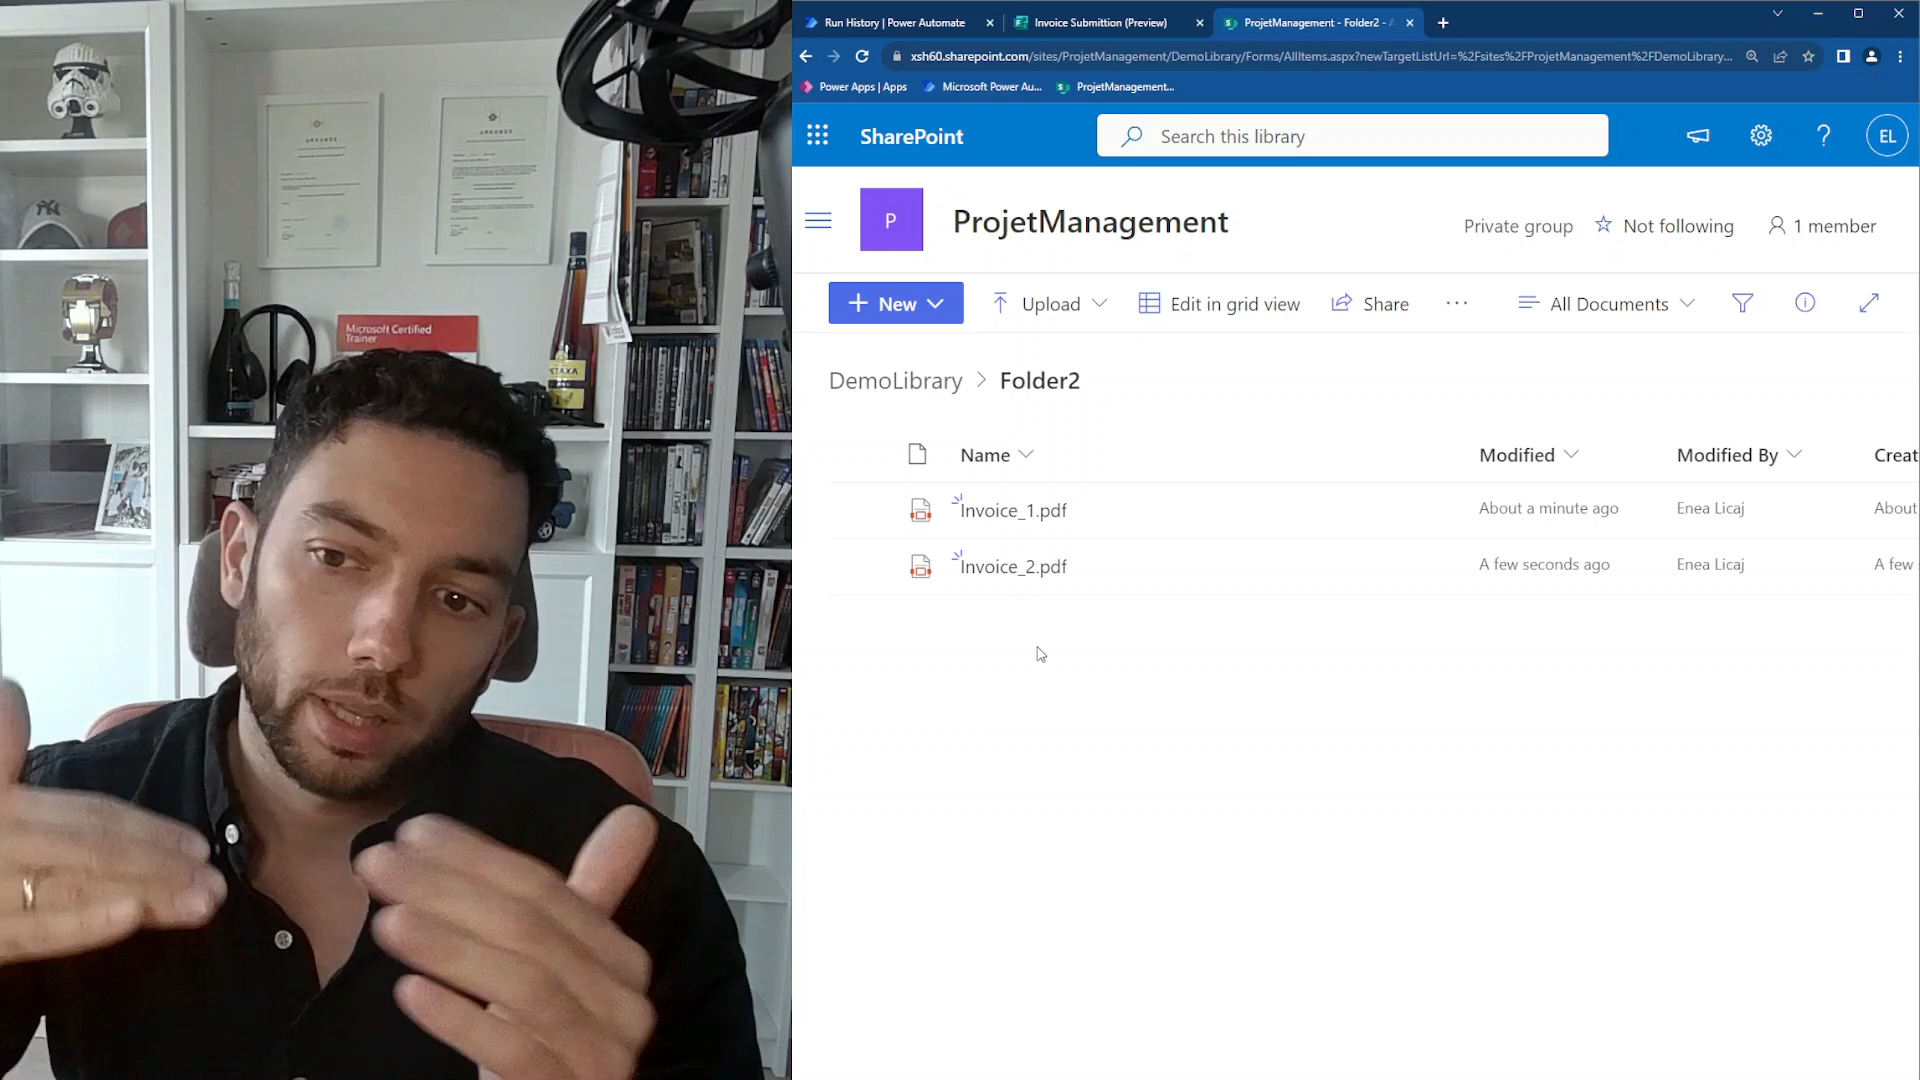 Run History | Power Automate
Invoice Submittion (Preview)
ProjetManagement - Folder2 -
xsh60.sharepoint.com/sites/ProjetManagement/DemoLibrary/Forms/AllItems.aspx?newTargetListUrl=%2Fsites%2FProjetManagement%2FDemoLibrary...
Power Apps | Apps
Microsoft Power Au...
ProjetManagement...
SharePoint
Search this library
EL
P
ProjetManagement
Private group
Not following
1 member
New
Upload
Edit in grid view
Share
All Documents
DemoLibrary > Folder2
Name
Modified
Modified By
Creat
Invoice_1.pdf
About a minute ago
Enea Licaj
About
Invoice_2.pdf
A few seconds ago
Enea Licaj
A few
URKUNDE
URKUNDE
Microsoft Certified
Trainer